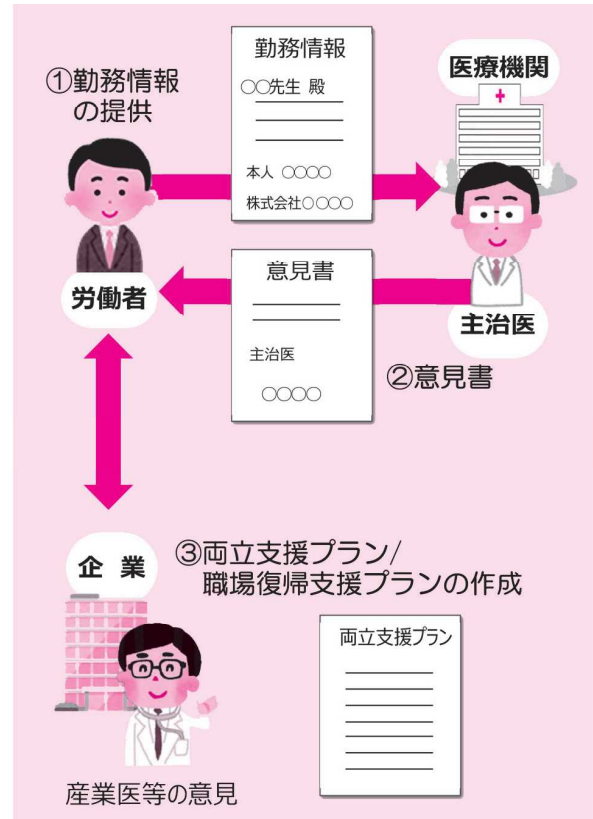 ①勤務情報
の提供
勤務情報
○○先生 殿
本人 ○○○○
株式会社○○○○
医療機関
労働者
意見書
主治医
○○○○
主治医
②意見書
企 業
③両立支援プラン/
職場復帰支援プランの作成
両立支援プラン
産業医等の意見